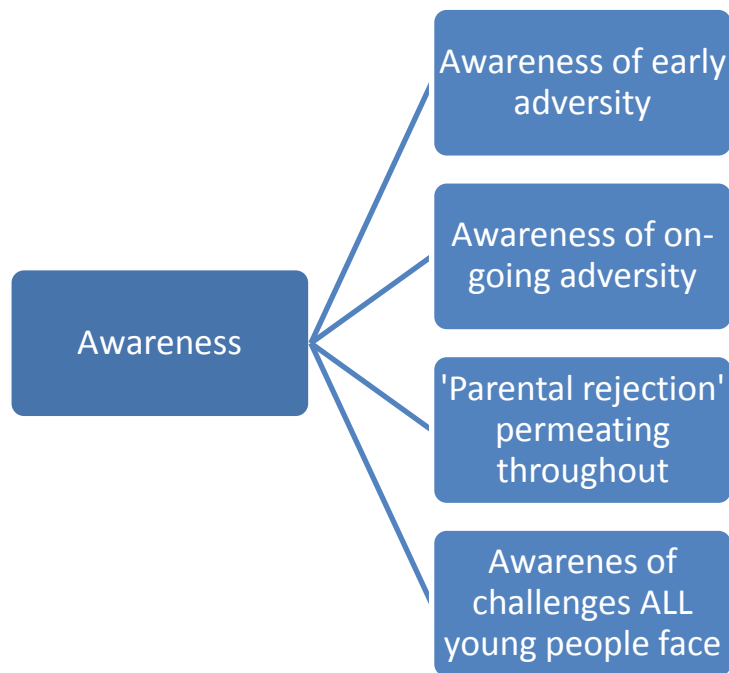 Awareness
Awareness of early
adversity
Awareness of on-
going adversity
'Parental rejection'
permeating
throughout
Awarenes of
challenges ALL
young people face